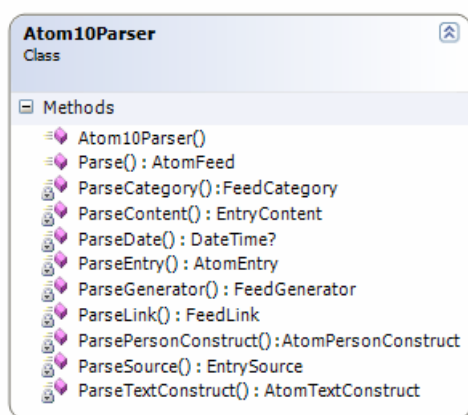 Atom10Parser
Class
Methods
Atom10Parser()
Parse() : AtomFeed
ParseCategory():FeedCategory
ParseContent() : EntryContent
ParseDate() : DateTime?
ParseEntry() : AtomEntry
ParseGenerator() : FeedGenerator
ParseLink() : FeedLink
ParsePersonConstruct():AtomPersonConstruct
ParseSource() : EntrySource
ParseTextConstruct() : AtomTextConstruct